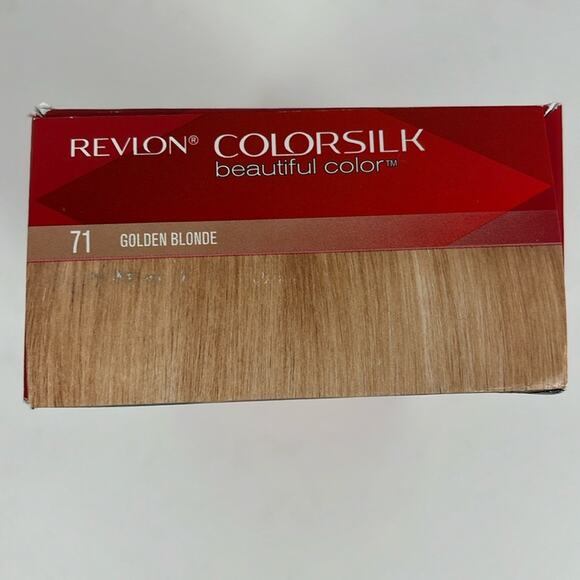 REVLON® COLORSILK
beautiful color™
71 GOLDEN BLONDE